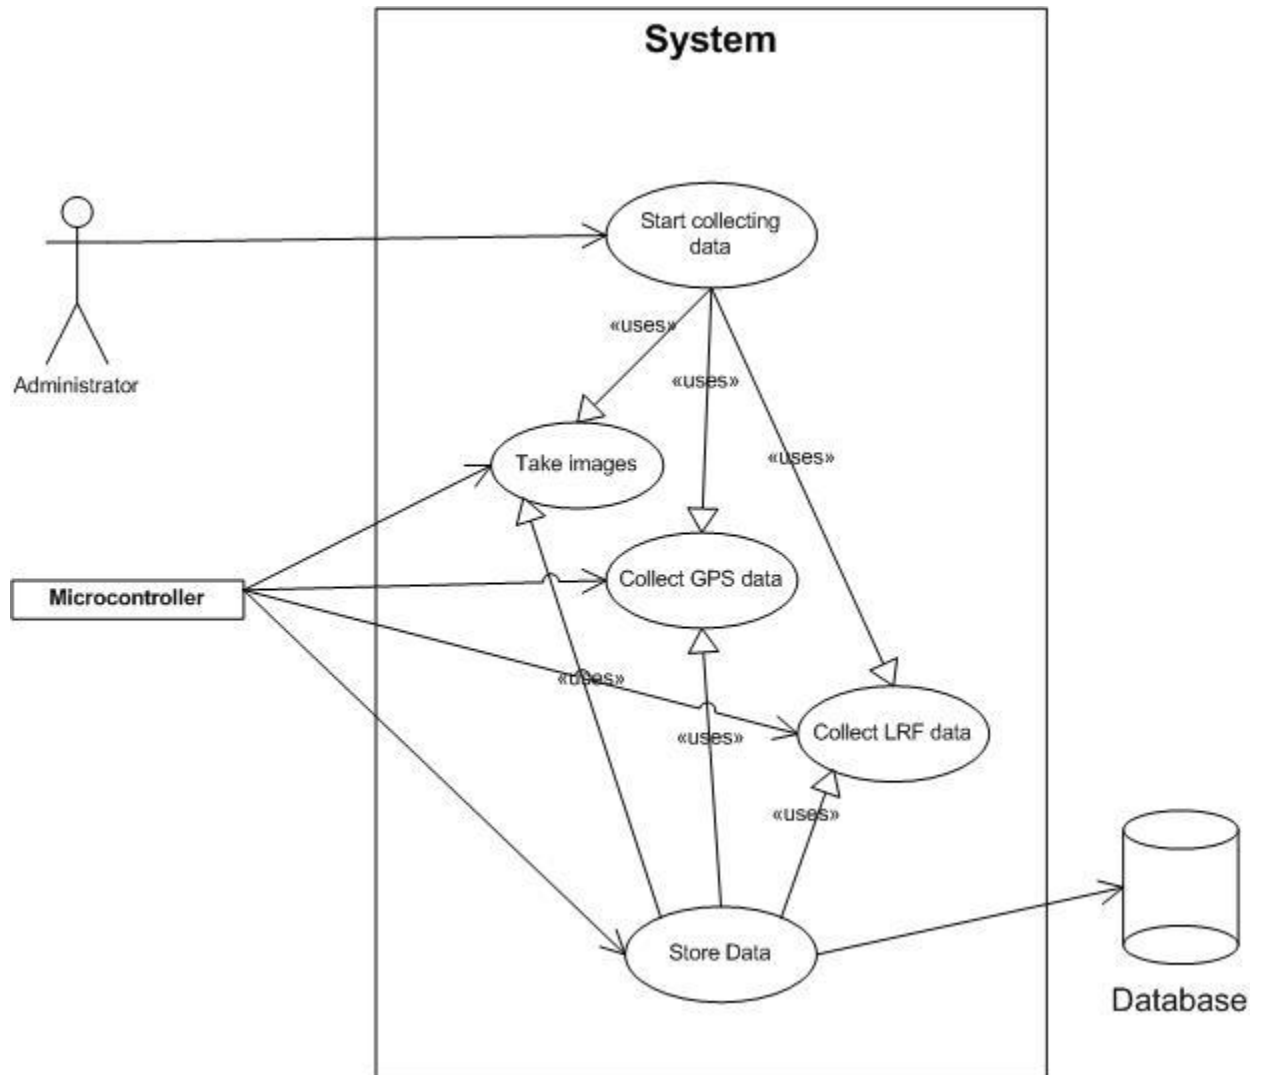 System
Start collecting
data
«uses»
Administrator
«uses»
«uses»
Take images
Collect GPS data
Microcontroller
«uses»
Collect LRF data
«uses»
«uses»
Store Data
Database